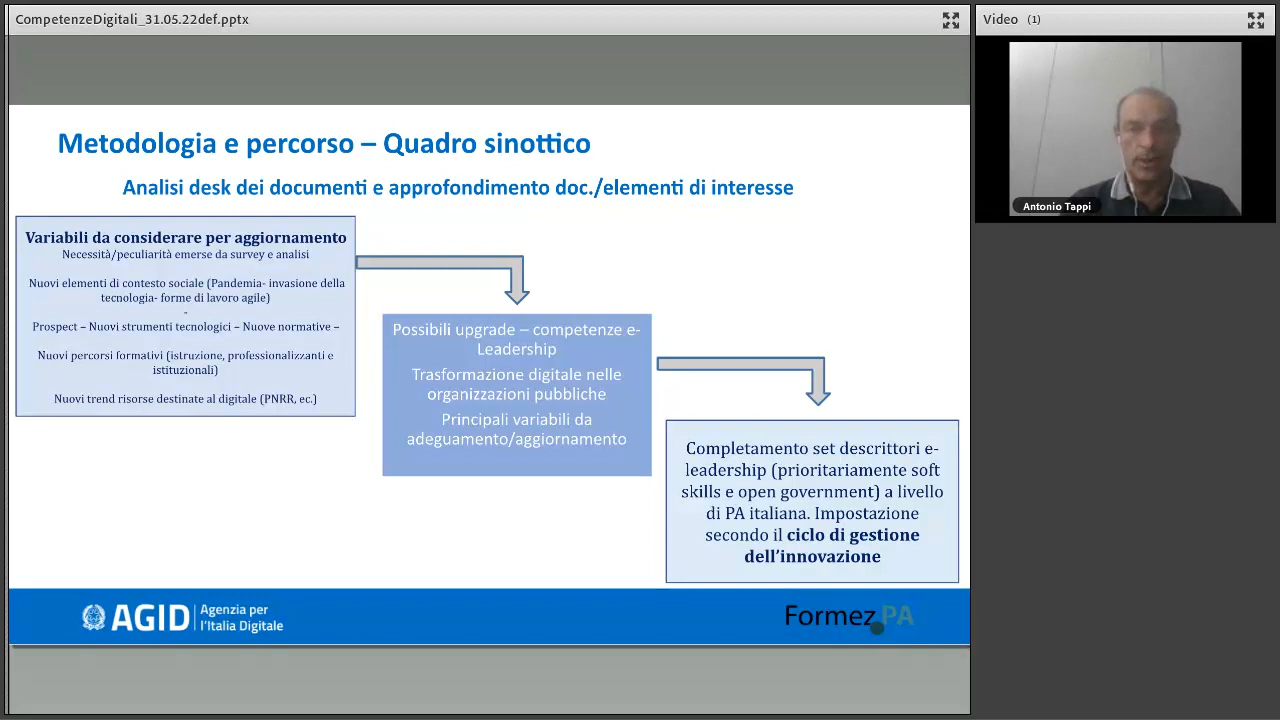 CompetenzeDigitali_31.05.22def.pptx
Video (1)
Antonio Tappi
Metodologia e percorso – Quadro sinottico
Analisi desk dei documenti e approfondimento doc./elementi di interesse
Variabili da considerare per aggiornamento
Necessità/peculiarità emerse da survey e analisi
Nuovi elementi di contesto sociale (Pandemia- invasione della
tecnologia- forme di lavoro agile)
-
Prospect – Nuovi strumenti tecnologici – Nuove normative –
Nuovi percorsi formativi (istruzione, professionalizzanti e
istituzionali)
Nuovi trend risorse destinate al digitale (PNRR, ec.)
Possibili upgrade – competenze e-
Leadership
Trasformazione digitale nelle
organizzazioni pubbliche
Principali variabili da
adeguamento/aggiornamento
Completamento set descrittori e-
leadership (prioritariamente soft
skills e open government) a livello
di PA italiana. Impostazione
secondo il ciclo di gestione
dell'innovazione
AGID
Agenzia per
l'Italia Digitale
Formez PA